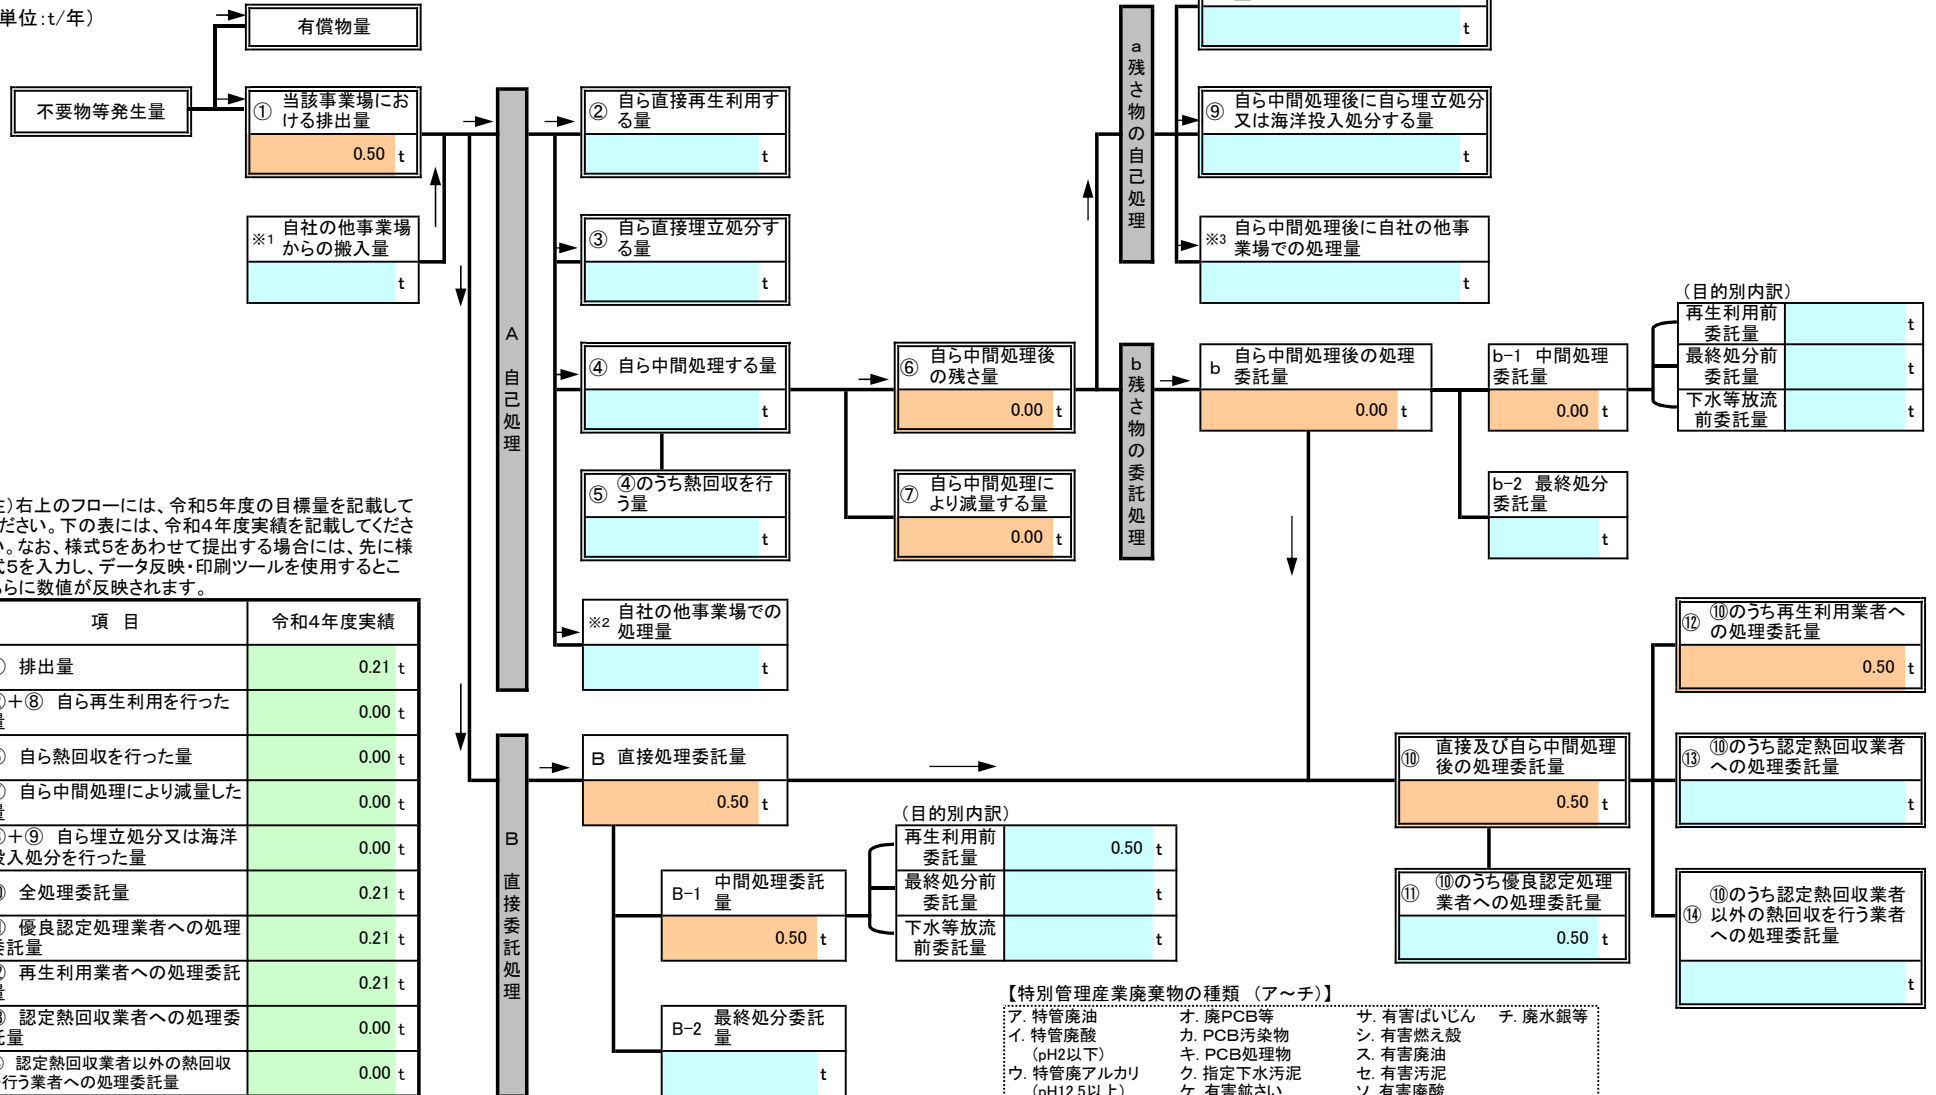 単位:t/年)
有償物量
不要物等発生量
① 当該事業場にお
ける排出量
0.50 t
※1 自社の他事業場
からの搬入量
t
A 自己処理
② 自ら直接再生利用す
る量
t
③ 自ら直接埋立処分す
る量
t
④ 自ら中間処理する量
t
⑤ ④のうち熱回収を行
う量
t
※2 自社の他事業場での
処理量
t
⑥ 自ら中間処理後
の残さ量
0.00 t
⑦ 自ら中間処理に
より減量する量
0.00 t
a 残さ物の自己処理
t
⑨ 自ら中間処理後に自ら埋立処分
又は海洋投入処分する量
t
※3 自ら中間処理後に自社の他事
業場での処理量
t
b 残さ物の委託処理
b 自ら中間処理後の処理
委託量
0.00 t
b-1 中間処理
委託量
0.00 t
(目的別内訳)
再生利用前
委託量
t
最終処分前
委託量
t
下水等放流
前委託量
t
b-2 最終処分
委託量
t
)右上のフローには、令和5年度の目標量を記載して
ださい。下の表には、令和4年度実績を記載してくださ
。なお、様式5をあわせて提出する場合には、先に様
5を入力し、データ反映・印刷ツールを使用するとこ
らに数値が反映されます。
項 目 令和4年度実績
排出量 0.21 t
+⑧ 自ら再生利用を行った
量 0.00 t
自ら熱回収を行った量 0.00 t
自ら中間処理により減量した
量 0.00 t
+⑨ 自ら埋立処分又は海洋
投入処分を行った量 0.00 t
全処理委託量 0.21 t
優良認定処理業者への処理
委託量 0.21 t
再生利用業者への処理委託
量 0.21 t
認定熱回収業者への処理委
託量 0.00 t
認定熱回収業者以外の熱回収
を行う業者への処理委託量 0.00 t
B 直接委託処理
B 直接処理委託量
0.50 t
B-1 中間処理委託
量
0.50 t
(目的別内訳)
再生利用前
委託量
0.50 t
最終処分前
委託量
t
下水等放流
前委託量
t
B-2 最終処分委託
量
t
⑩ 直接及び自ら中間処理
後の処理委託量
0.50 t
⑪ ⑩のうち優良認定処理
業者への処理委託量
0.50 t
⑫ ⑩のうち再生利用業者へ
の処理委託量
0.50 t
⑬ ⑩のうち認定熱回収業者
への処理委託量
t
⑭ ⑩のうち認定熱回収業者
以外の熱回収を行う業者
への処理委託量
t
【特別管理産業廃棄物の種類 (ア~チ)】
ア. 特管廃油 オ. 廃PCB等 サ. 有害ばいじん チ. 廃水銀等
イ. 特管廃酸 カ. PCB汚染物 シ. 有害燃え殻
(pH2以下) キ. PCB処理物 ス. 有害廃油
ウ. 特管廃アルカリ ク. 指定下水汚泥 セ. 有害汚泥
(pH12.5以上) ケ. 有害鉱さい ソ. 有害廃酸